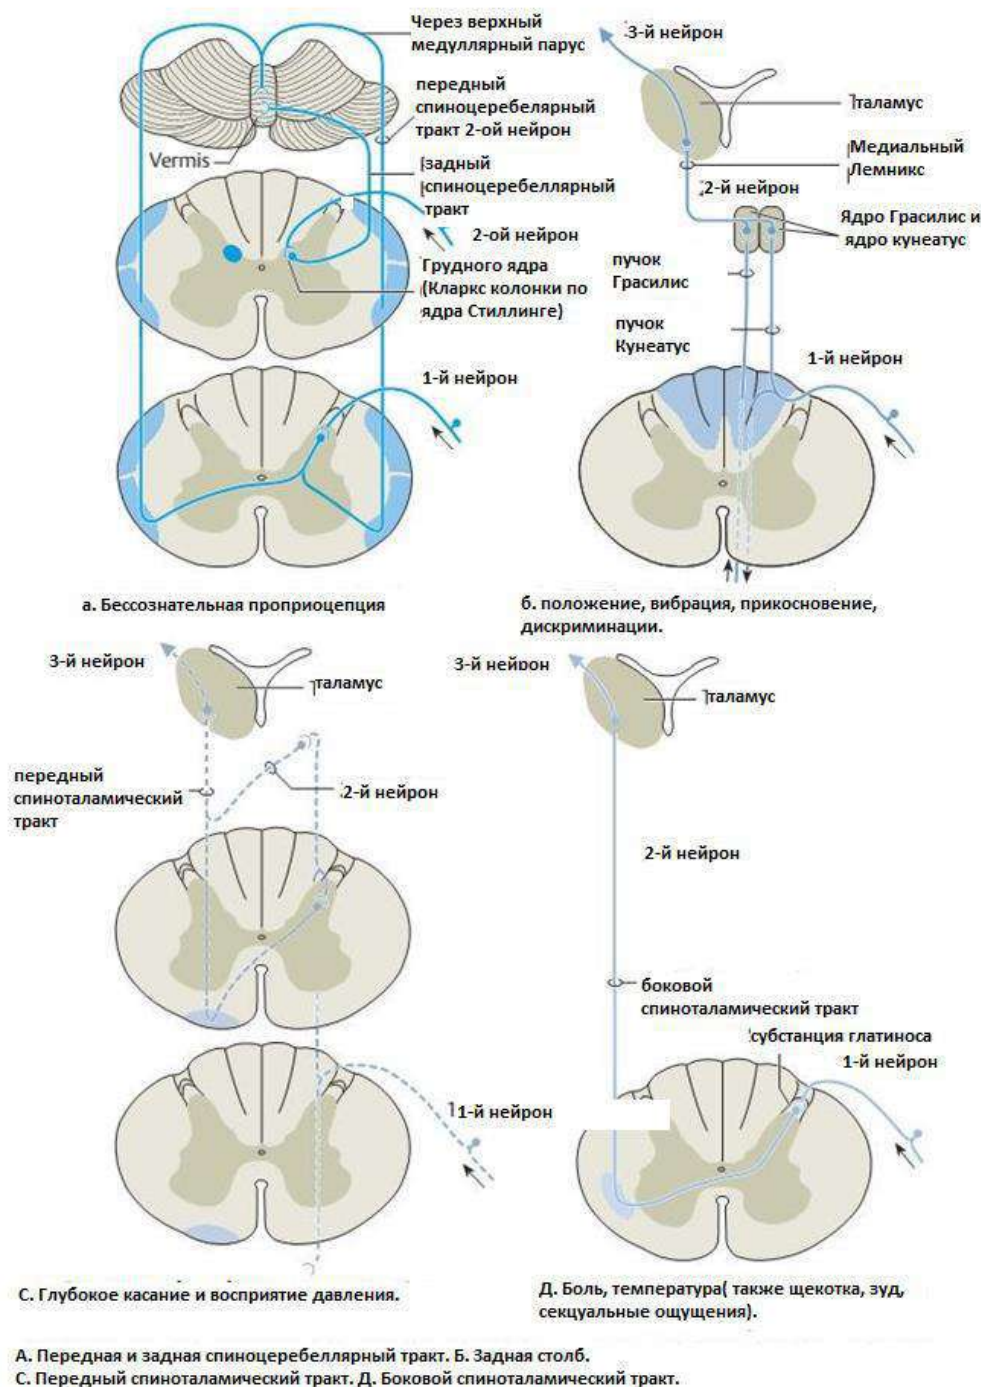 Через верхный
медуллярный парус
передный
спиноцеребелярный
тракт 2-ой нейрон
Vermis
задный
спиноцеребеллярный
тракт
2-ой нейрон
Грудного ядра
(Кларкс колонки по
ядра Стиллинге)
1-й нейрон
а. Бессознательная проприоцепция
3-й нейрон
таламус
Медиальный
Лемникс
2-й нейрон
Ядро Грасилис и
ядро кунеатус
пучок
Грасилис
пучок
Кунеатус
1-й нейрон
б. положение, вибрация, прикосновение,
дискриминации.
3-й нейрон
таламус
передный
спиноталамический
тракт
2-й нейрон
1-й нейрон
С. Глубокое касание и восприятие давления.
3-й нейрон
таламус
2-й нейрон
боковой
спиноталамический тракт
субстанция глатиноса
1-й нейрон
Д. Боль, температура( также щекотка, зуд,
секцуальные ощущения).
А. Передная и задная спиноцеребеллярный тракт. Б. Задная столб.
С. Передный спиноталамический тракт. Д. Боковой спиноталамический тракт.